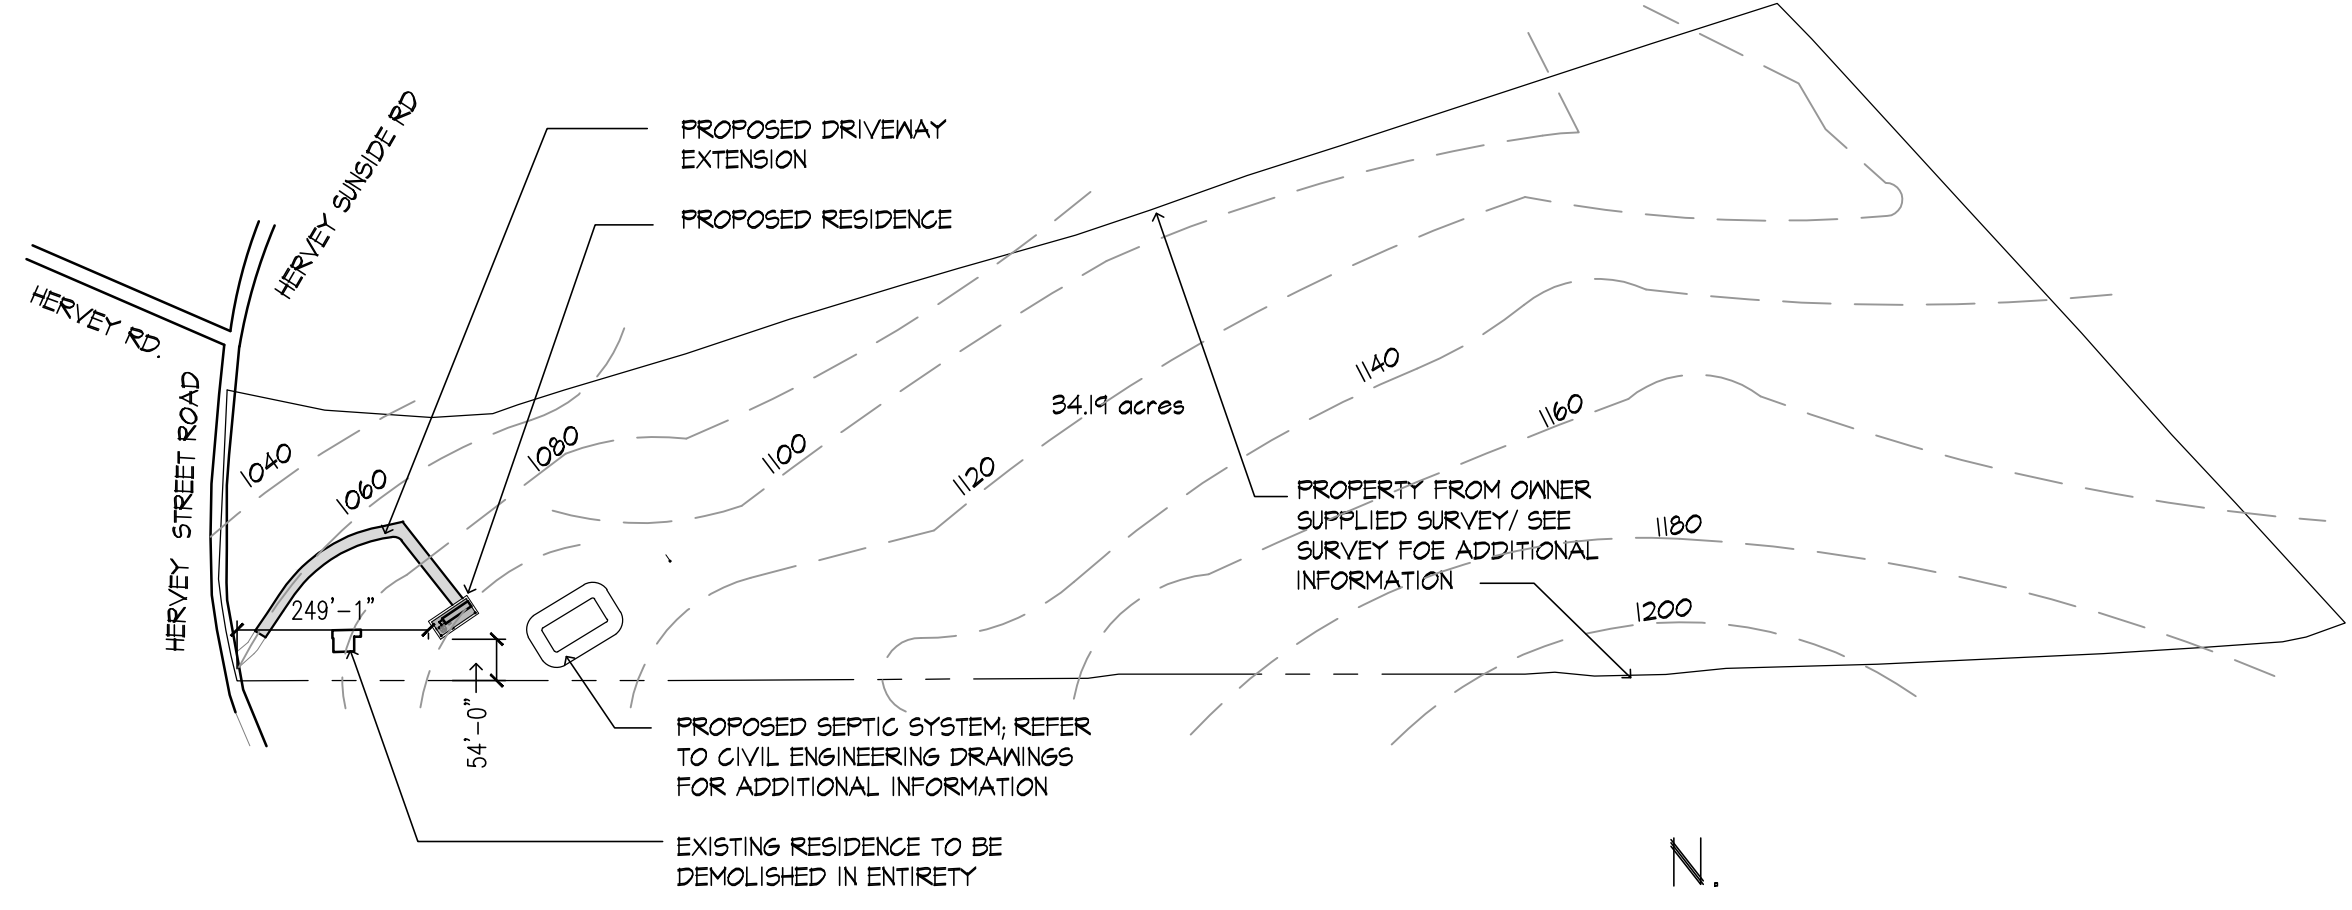 HERVEY SUNSIDE RD
PROPOSED DRIVEWAY
EXTENSION
PROPOSED RESIDENCE
HERVEY RD.
HERVEY STREET ROAD
1040
1060
1080
1100
1120
1140
1160
1180
1200
34.19 acres
PROPERTY FROM OWNER
SUPPLIED SURVEY/ SEE
SURVEY FOE ADDITIONAL
INFORMATION
249'-1"
54'-0"
PROPOSED SEPTIC SYSTEM; REFER
TO CIVIL ENGINEERING DRAWINGS
FOR ADDITIONAL INFORMATION
EXISTING RESIDENCE TO BE
DEMOLISHED IN ENTIRETY
N.